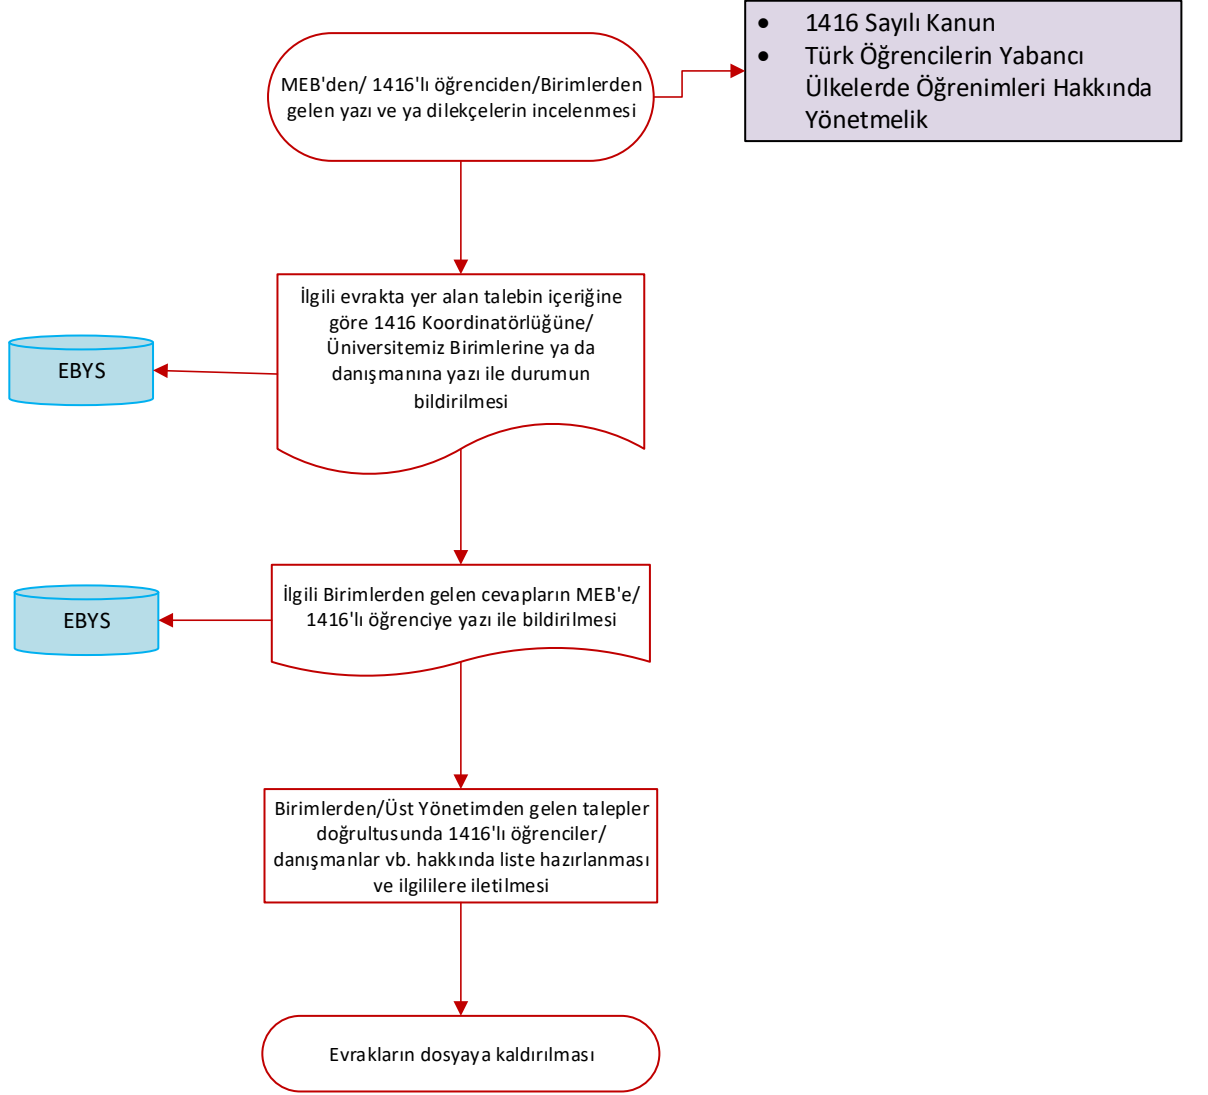 MEB'den/ 1416'lı öğrenciden/Birimlerden
gelen yazı ve ya dilekçelerin incelenmesi
• 1416 Sayılı Kanun
• Türk Öğrencilerin Yabancı
Ülkelerde Öğrenimleri Hakkında
Yönetmelik
İlgili evrakta yer alan talebin içeriğine
göre 1416 Koordinatörlüğüne/
Üniversitemiz Birimlerine ya da
danışmanına yazı ile durumun
bildirilmesi
EBYS
İlgili Birimlerden gelen cevapların MEB'e/
1416'lı öğrenciye yazı ile bildirilmesi
EBYS
Birimlerden/Üst Yönetimden gelen talepler
doğrultusunda 1416'lı öğrenciler/
danışmanlar vb. hakkında liste hazırlanması
ve ilgililere iletilmesi
Evrakların dosyaya kaldırılması